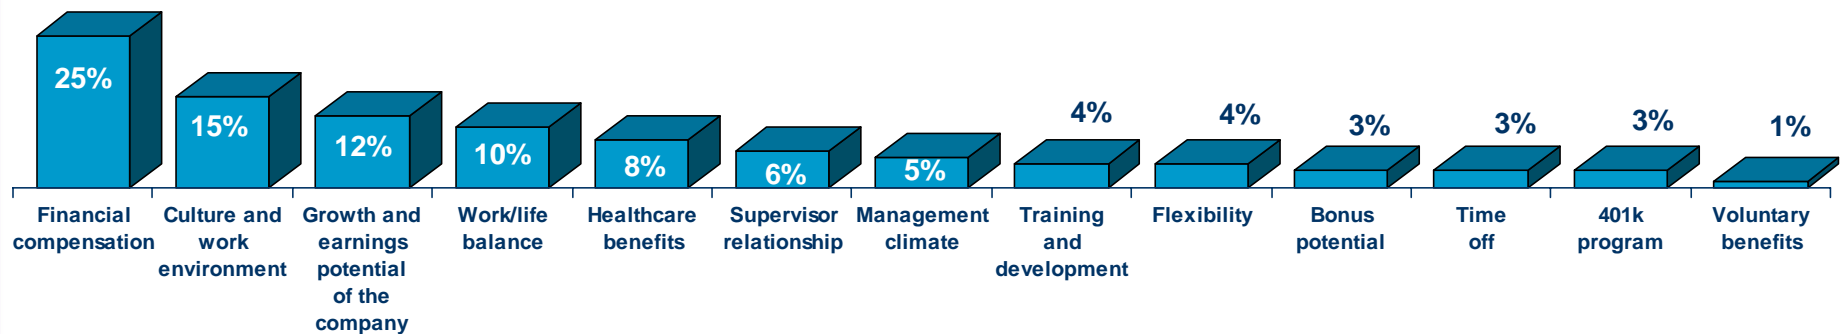 25%
15%
12%
10%
8%
6%
5%
4%
4%
3%
3%
3%
1%
Financial
compensation
Culture and
work
environment
Growth and
earnings
potential
of the
company
Work/life
balance
Healthcare
benefits
Supervisor
relationship
Management
climate
Training
and
development
Flexibility
Bonus
potential
Time
off
401k
program
Voluntary
benefits